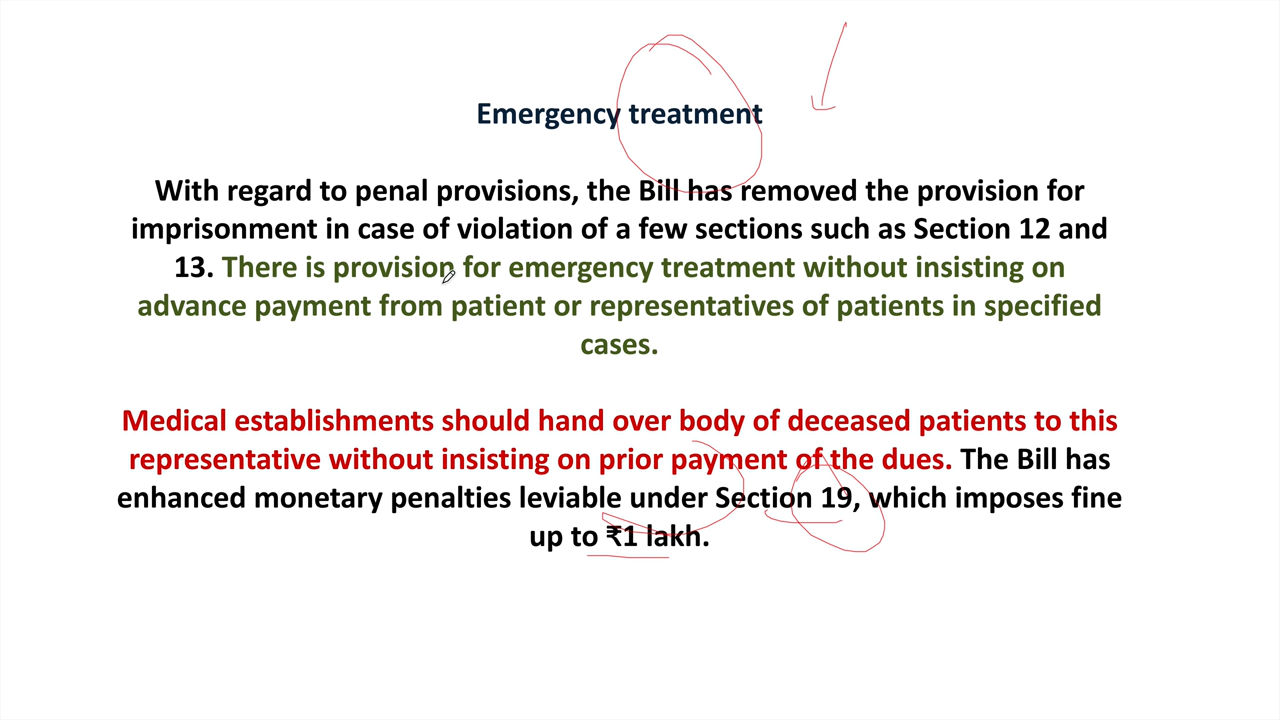 Emergency treatment
With regard to penal provisions, the Bill has removed the provision for
imprisonment in case of violation of a few sections such as Section 12 and
13. There is provision for emergency treatment without insisting on
advance payment from patient or representatives of patients in specified
cases.
Medical establishments should hand over body of deceased patients to this
representative without insisting on prior payment of the dues. The Bill has
enhanced monetary penalties leviable under Section 19, which imposes fine
up to ₹1 lakh.